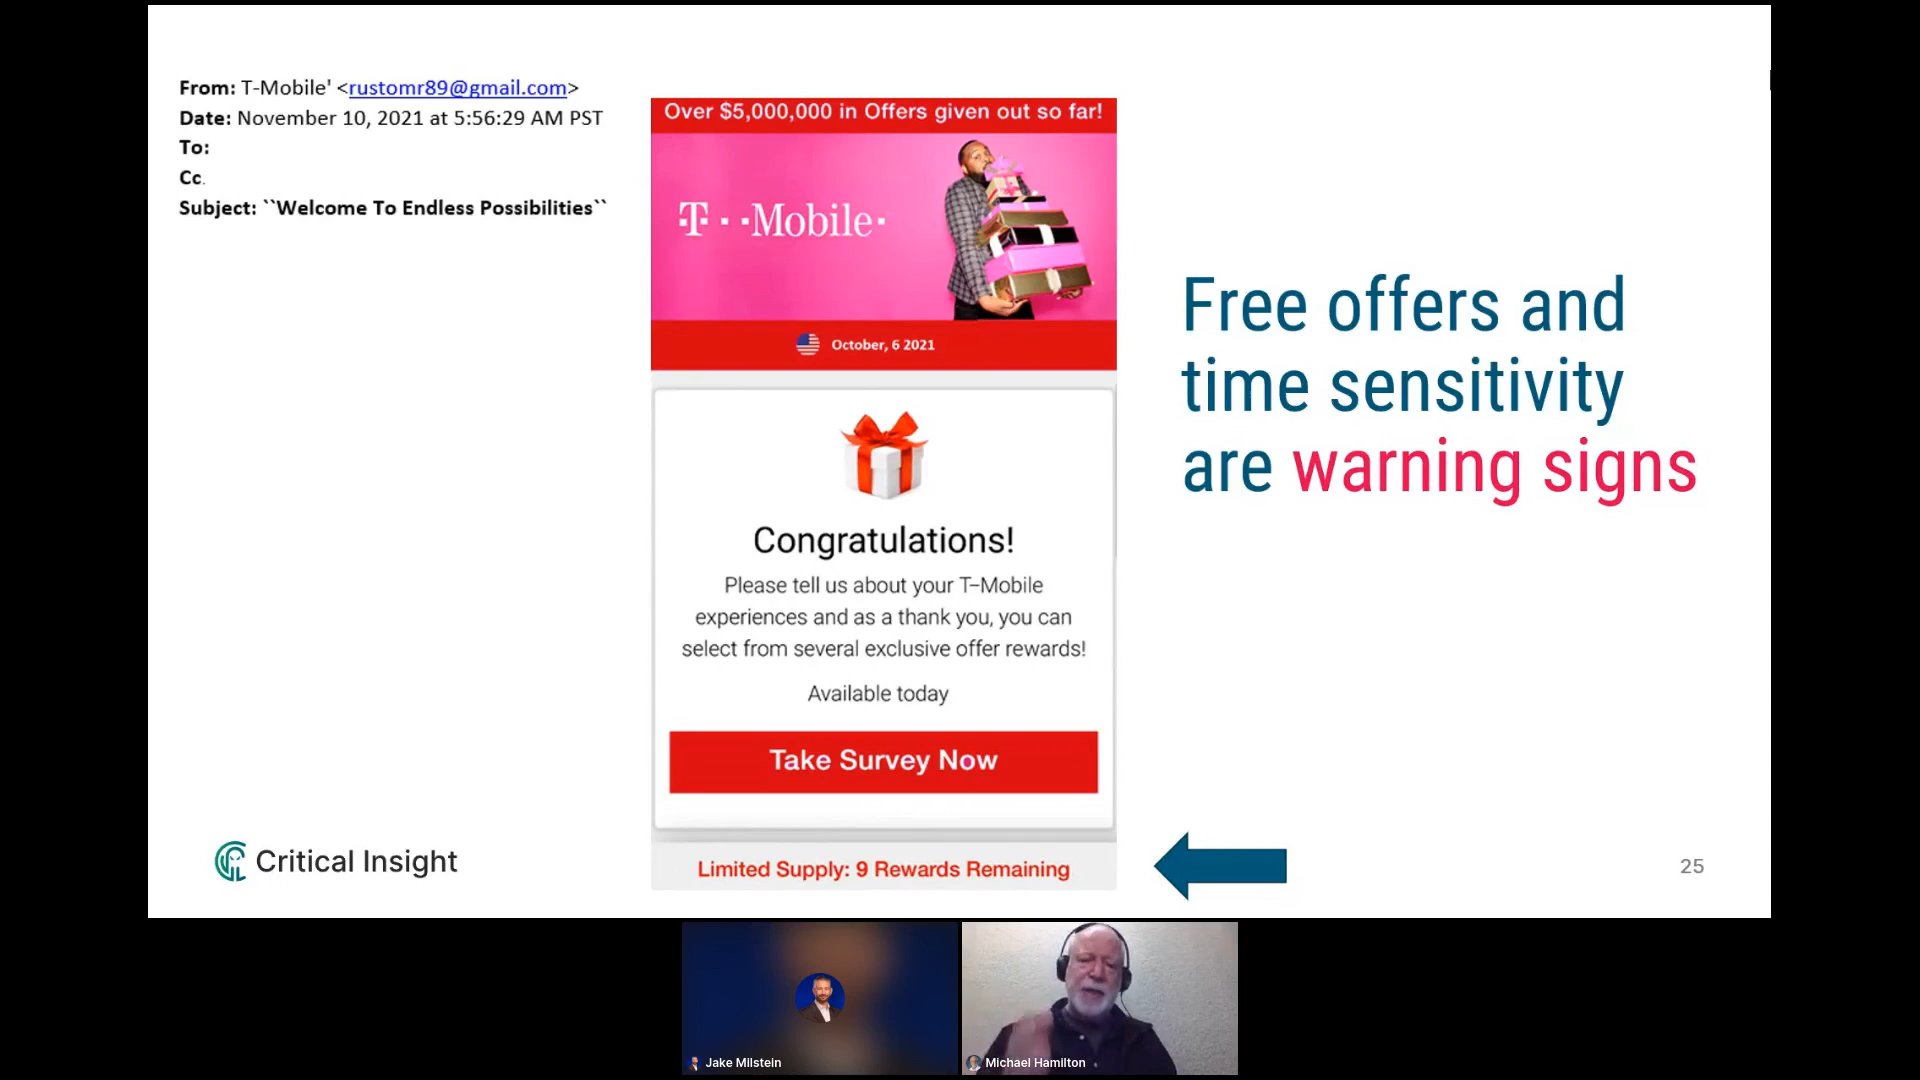 From: T-Mobile' <rustomr89@gmail.com>
Date: November 10, 2021 at 5:56:29 AM PST
To:
Cc.
Subject: ``Welcome To Endless Possibilities``
Over $5,000,000 in Offers given out so far!
T··Mobile·
October, 6 2021
Congratulations!
Please tell us about your T-Mobile
experiences and as a thank you, you can
select from several exclusive offer rewards!
Available today
Take Survey Now
Limited Supply: 9 Rewards Remaining
Free offers and
time sensitivity
are warning signs
Critical Insight
25
Jake Milstein
Michael Hamilton